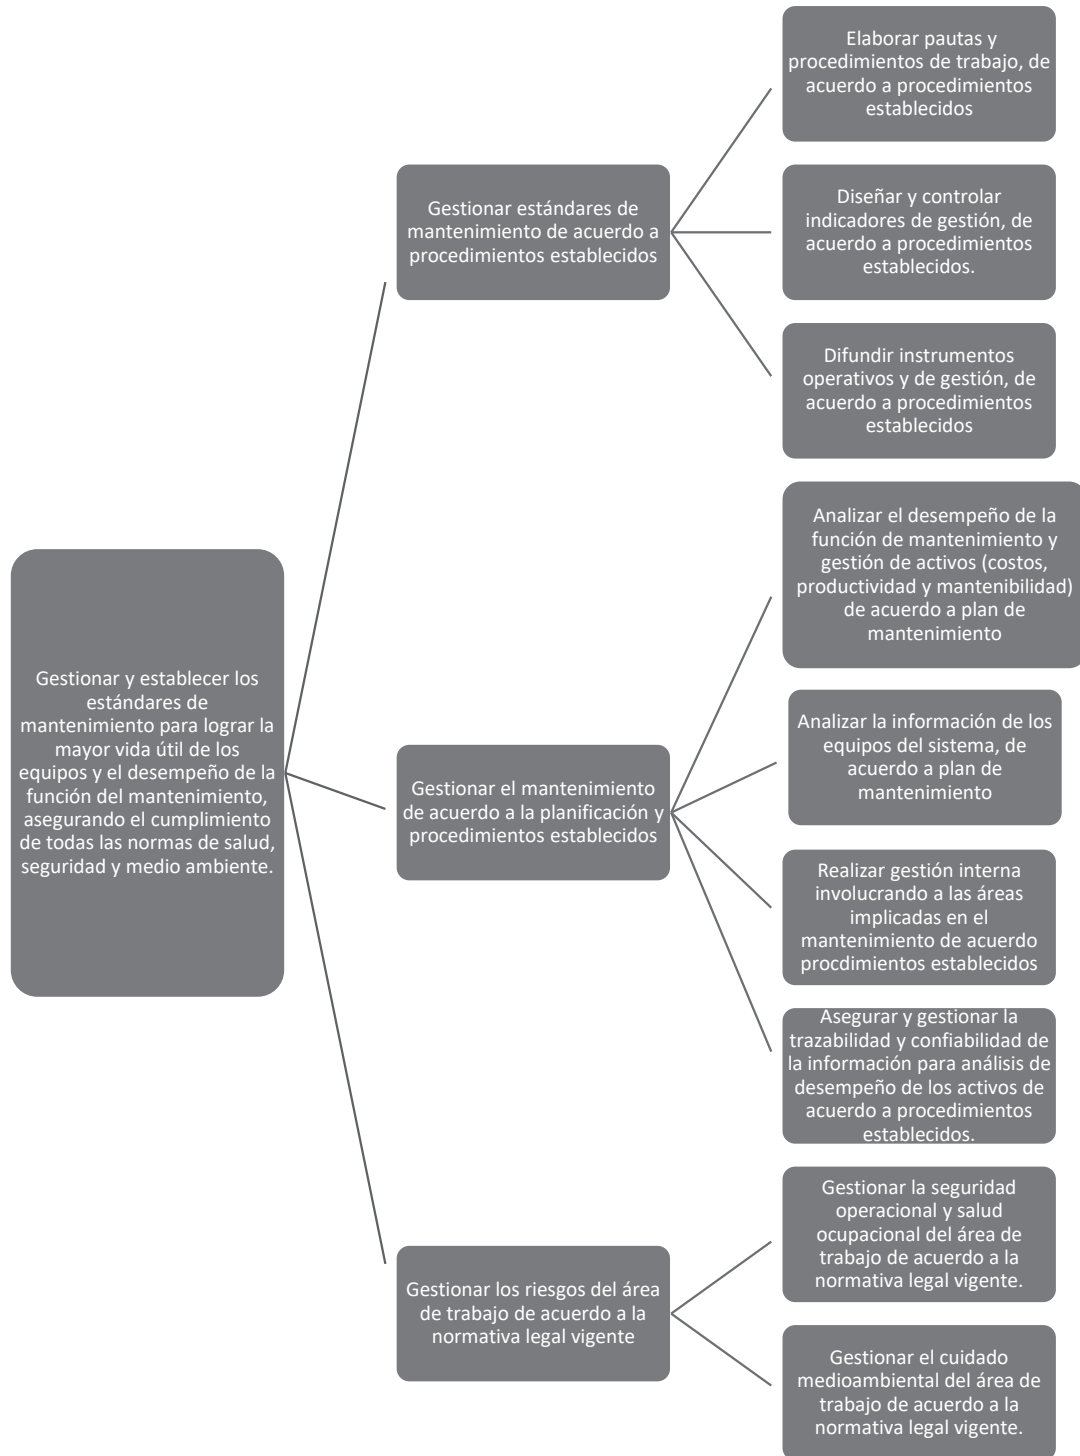 Gestionar y establecer los
estándares de
mantenimiento para lograr la
mayor vida útil de los
equipos y el desempeño de la
función del mantenimiento,
asegurando el cumplimiento
de todas las normas de salud,
seguridad y medio ambiente.
Gestionar estándares de
mantenimiento de acuerdo a
procedimientos establecidos
Elaborar pautas y
procedimientos de trabajo, de
acuerdo a procedimientos
establecidos
Diseñar y controlar
indicadores de gestión, de
acuerdo a procedimientos
establecidos.
Difundir instrumentos
operativos y de gestión, de
acuerdo a procedimientos
establecidos
Gestionar el mantenimiento
de acuerdo a la planificación y
procedimientos establecidos
Analizar el desempeño de la
función de mantenimiento y
gestión de activos (costos,
productividad y mantenibilidad)
de acuerdo a plan de
mantenimiento
Analizar la información de los
equipos del sistema, de
acuerdo a plan de
mantenimiento
Realizar gestión interna
involucrando a las áreas
implicadas en el
mantenimiento de acuerdo
procdimientos establecidos
Asegurar y gestionar la
trazabilidad y confiabilidad de
la información para análisis de
desempeño de los activos de
acuerdo a procedimientos
establecidos.
Gestionar los riesgos del área
de trabajo de acuerdo a la
normativa legal vigente
Gestionar la seguridad
operacional y salud
ocupacional del área de
trabajo de acuerdo a la
normativa legal vigente.
Gestionar el cuidado
medioambiental del área de
trabajo de acuerdo a la
normativa legal vigente.